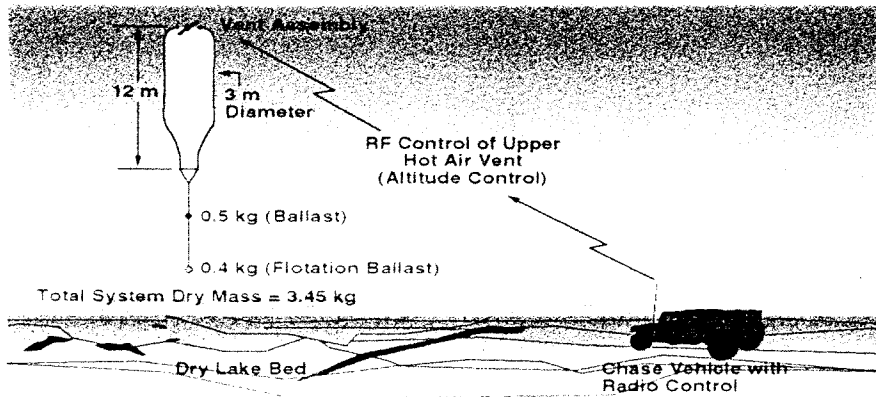 Vent Assembly
12 m
3 m
Diameter
RF Control of Upper
Hot Air Vent
(Altitude Control)
0.5 kg (Ballast)
0.4 kg (Flotation Ballast)
Total System Dry Mass = 3.45 kg
Dry Lake Bed
Chase Vehicle with
Radio Control